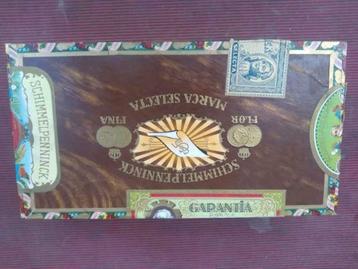 SCHIMMELPENNINCK
SELECTA
MARCA SELECTA
FINA
FLOR
SCHIMMELPENNINCK
GARANTIA